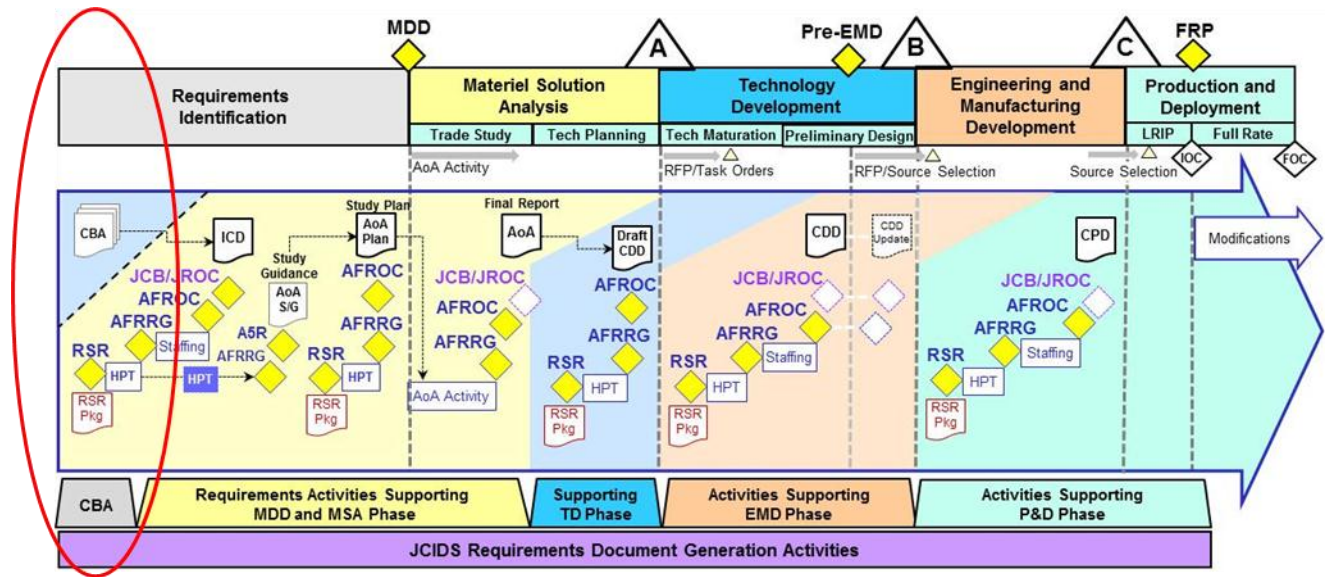 MDD
A
Pre-EMD
B
C
FRP
Requirements
Identification
Materiel Solution
Analysis
Trade Study
Tech Planning
Technology
Development
Tech Maturation
Preliminary Design
Engineering and
Manufacturing
Development
Production and
Deployment
LRIP
Full Rate
AoA Activity
RFP/Task Orders
RFP/Source Selection
Source Selection
IOC
FOC
CBA
ICD
Study
Guidance
AoA
S/G
Study Plan
AoA
Plan
Final Report
AoA
Draft
CDD
CDD
CDD
Update
CPD
Modifications
JCB/JROC
AFROC
AFRRG
Staffing
RSR
HPT
RSR
Pkg
HPT
A5R
AFRRG
AFROC
AFRRG
RSR
HPT
RSR
Pkg
JCB/JROC
AFROC
AFRRG
AoA Activity
AFROC
AFRRG
RSR
HPT
RSR
Pkg
JCB/JROC
AFROC
AFRRG
Staffing
RSR
HPT
RSR
Pkg
JCB/JROC
AFROC
AFRRG
Staffing
RSR
HPT
RSR
Pkg
CBA
Requirements Activities Supporting
MDD and MSA Phase
Supporting
TD Phase
Activities Supporting
EMD Phase
Activities Supporting
P&D Phase
JCIDS Requirements Document Generation Activities